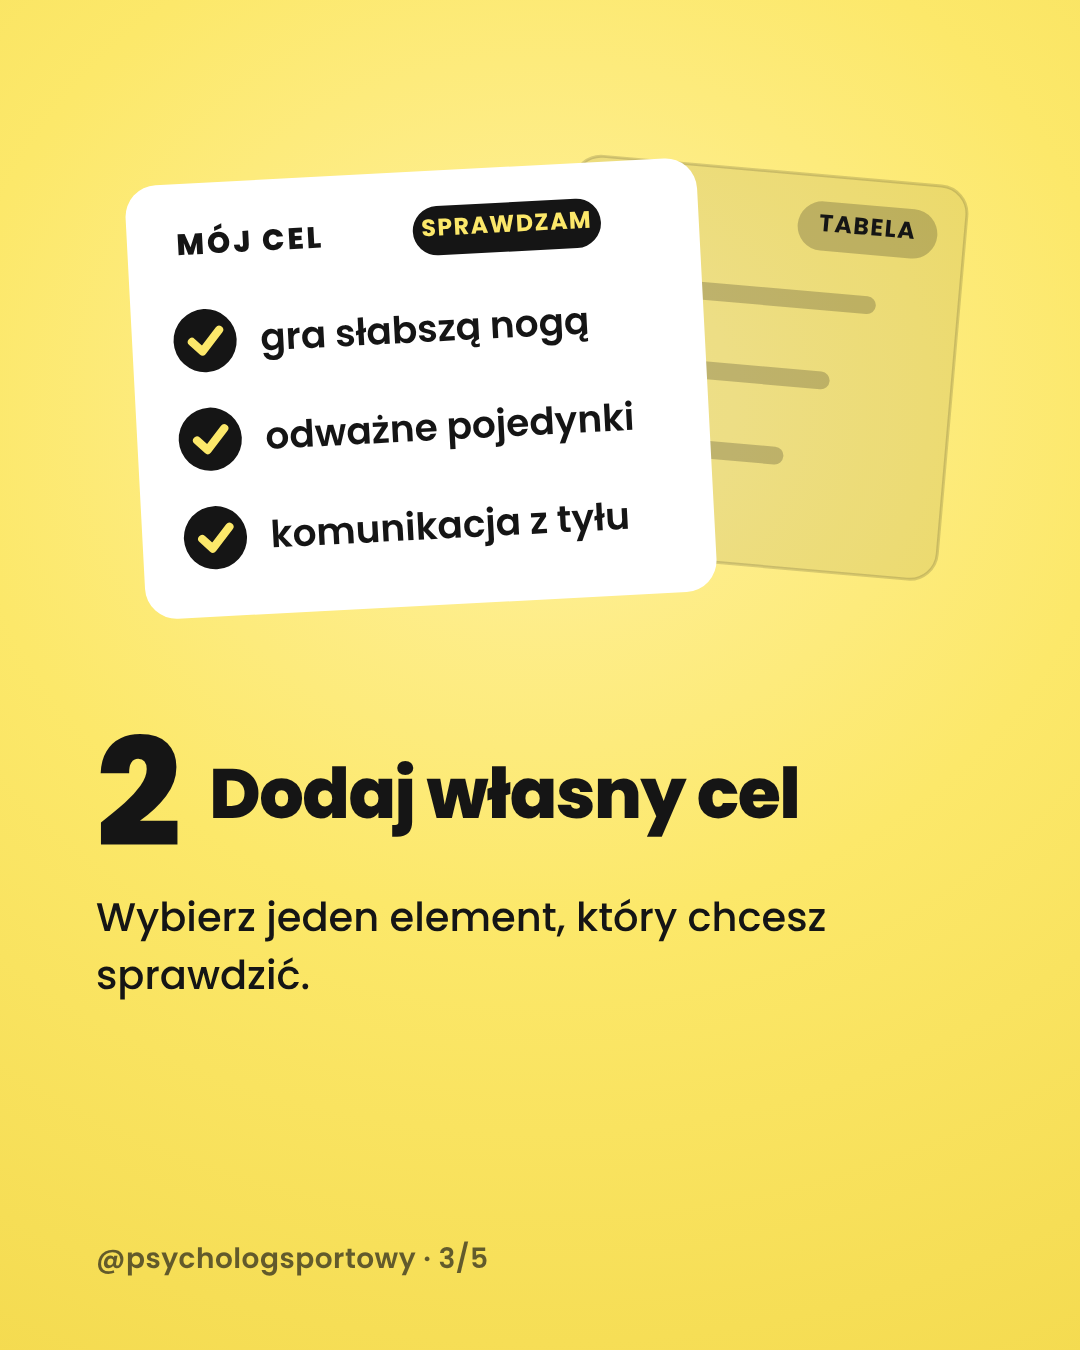 MÓJ CEL
SPRAWDZAM
TABELA
gra słabszą nogą
odważne pojedynki
komunikacja z tyłu
2 Dodaj własny cel
Wybierz jeden element, który chcesz
sprawdzić.
@psychologsportowy · 3/5